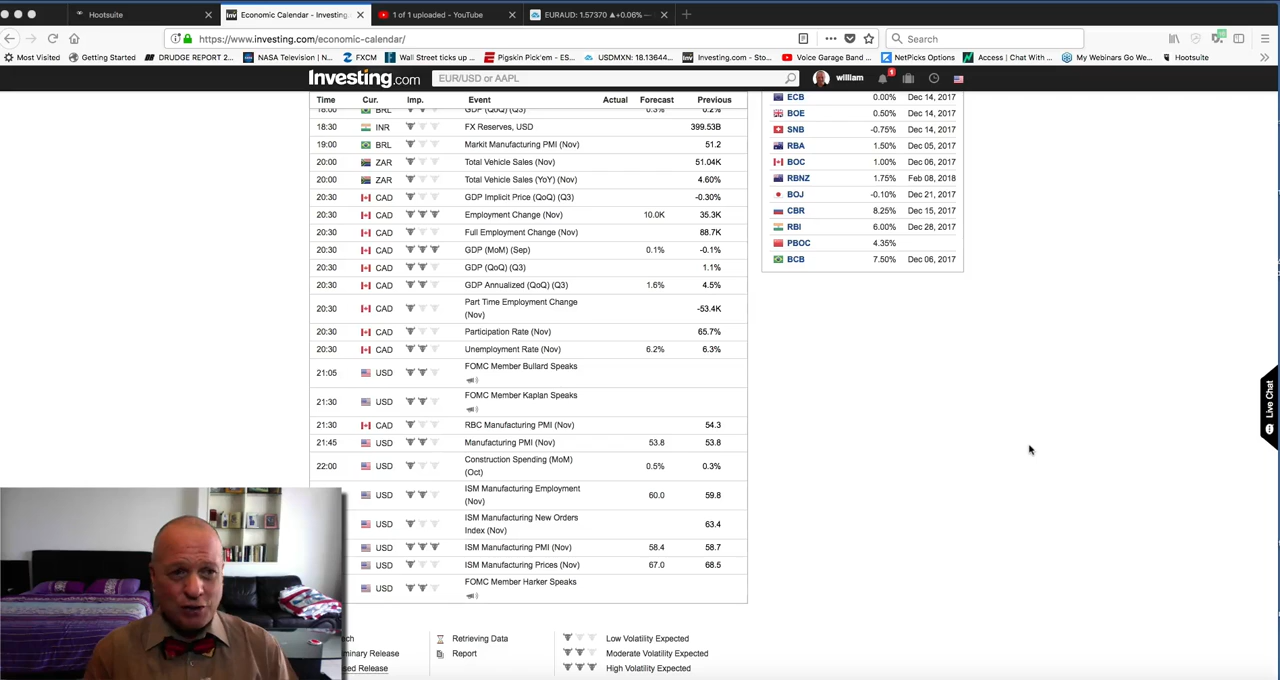 Hootsuite
Economic Calendar - Investing.
1 of 1 uploaded - YouTube
EURAUD: 1.57370 ▲+0.06% —
https://www.investing.com/economic-calendar/
Search
Most Visited
Getting Started
DRUDGE REPORT 2...
NASA Television | N...
FXCM
Wall Street ticks up ...
Pigskin Pick'em - ES...
USDMXN: 18.13644...
Investing.com - Sto...
Voice Garage Band ...
NetPicks Options
Access | Chat With ...
My Webinars Go We...
Hootsuite
Investing.com
EUR/USD or AAPL
william
1
Time Cur. Imp. Event Actual Forecast Previous
18:00 BRL GDP (QoQ) (Q3) 0.3% 0.2%
18:30 INR FX Reserves, USD 399.53B
19:00 BRL Markit Manufacturing PMI (Nov) 51.2
20:00 ZAR Total Vehicle Sales (Nov) 51.04K
20:00 ZAR Total Vehicle Sales (YoY) (Nov) 4.60%
20:30 CAD GDP Implicit Price (QoQ) (Q3) -0.30%
20:30 CAD Employment Change (Nov) 10.0K 35.3K
20:30 CAD Full Employment Change (Nov) 88.7K
20:30 CAD GDP (MoM) (Sep) 0.1% -0.1%
20:30 CAD GDP (QoQ) (Q3) 1.1%
20:30 CAD GDP Annualized (QoQ) (Q3) 1.6% 4.5%
20:30 CAD Part Time Employment Change
(Nov) -53.4K
20:30 CAD Participation Rate (Nov) 65.7%
20:30 CAD Unemployment Rate (Nov) 6.2% 6.3%
21:05 USD FOMC Member Bullard Speaks
21:30 USD FOMC Member Kaplan Speaks
21:30 CAD RBC Manufacturing PMI (Nov) 54.3
21:45 USD Manufacturing PMI (Nov) 53.8 53.8
22:00 USD Construction Spending (MoM)
(Oct) 0.5% 0.3%
USD ISM Manufacturing Employment
(Nov) 60.0 59.8
USD ISM Manufacturing New Orders
Index (Nov) 63.4
USD ISM Manufacturing PMI (Nov) 58.4 58.7
USD ISM Manufacturing Prices (Nov) 67.0 68.5
USD FOMC Member Harker Speaks
ECB 0.00% Dec 14, 2017
BOE 0.50% Dec 14, 2017
SNB -0.75% Dec 14, 2017
RBA 1.50% Dec 05, 2017
BOC 1.00% Dec 06, 2017
RBNZ 1.75% Feb 08, 2018
BOJ -0.10% Dec 21, 2017
CBR 8.25% Dec 15, 2017
RBI 6.00% Dec 28, 2017
PBOC 4.35%
BCB 7.50% Dec 06, 2017
Live Chat
Retrieving Data
Report
Low Volatility Expected
Moderate Volatility Expected
High Volatility Expected